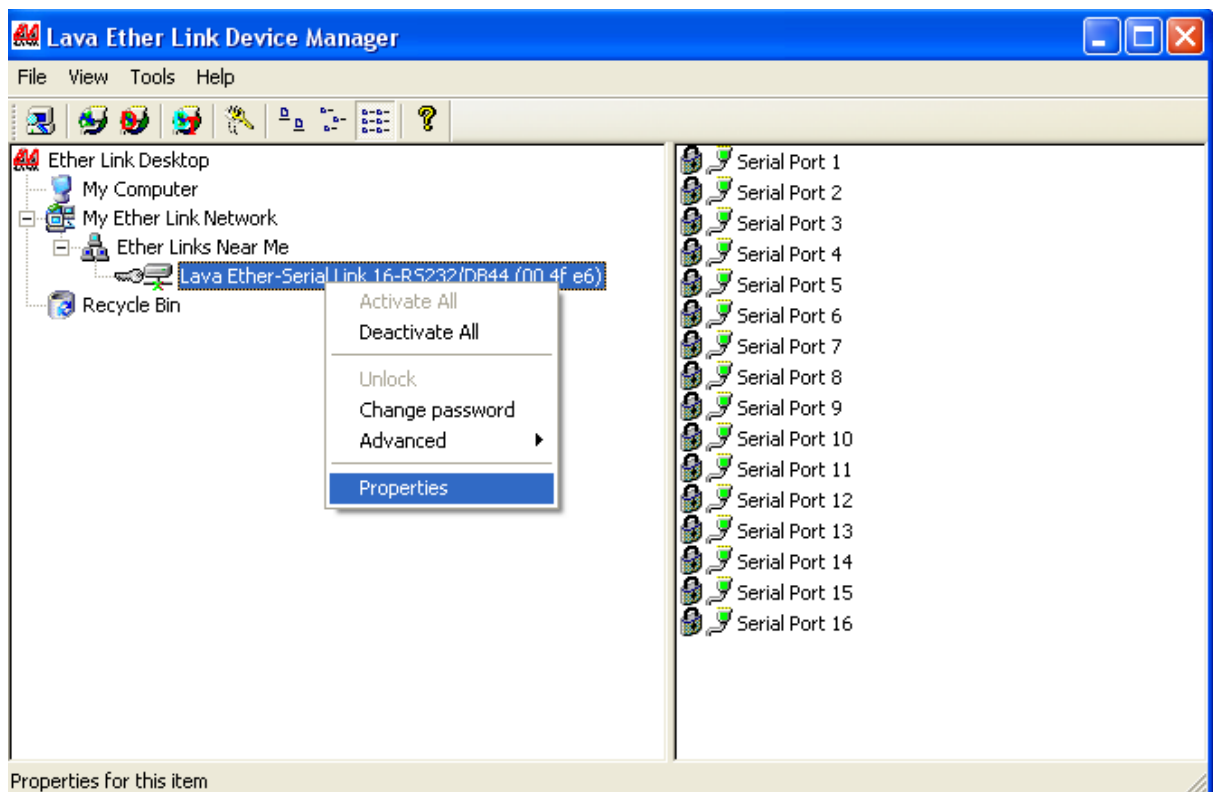 Lava Ether Link Device Manager
File View Tools Help
Ether Link Desktop
My Computer
My Ether Link Network
Ether Links Near Me
Lava Ether-Serial Link 16-RS232/DB44 (00 4f e6)
Recycle Bin
Activate All
Deactivate All
Unlock
Change password
Advanced
Properties
Serial Port 1
Serial Port 2
Serial Port 3
Serial Port 4
Serial Port 5
Serial Port 6
Serial Port 7
Serial Port 8
Serial Port 9
Serial Port 10
Serial Port 11
Serial Port 12
Serial Port 13
Serial Port 14
Serial Port 15
Serial Port 16
Properties for this item